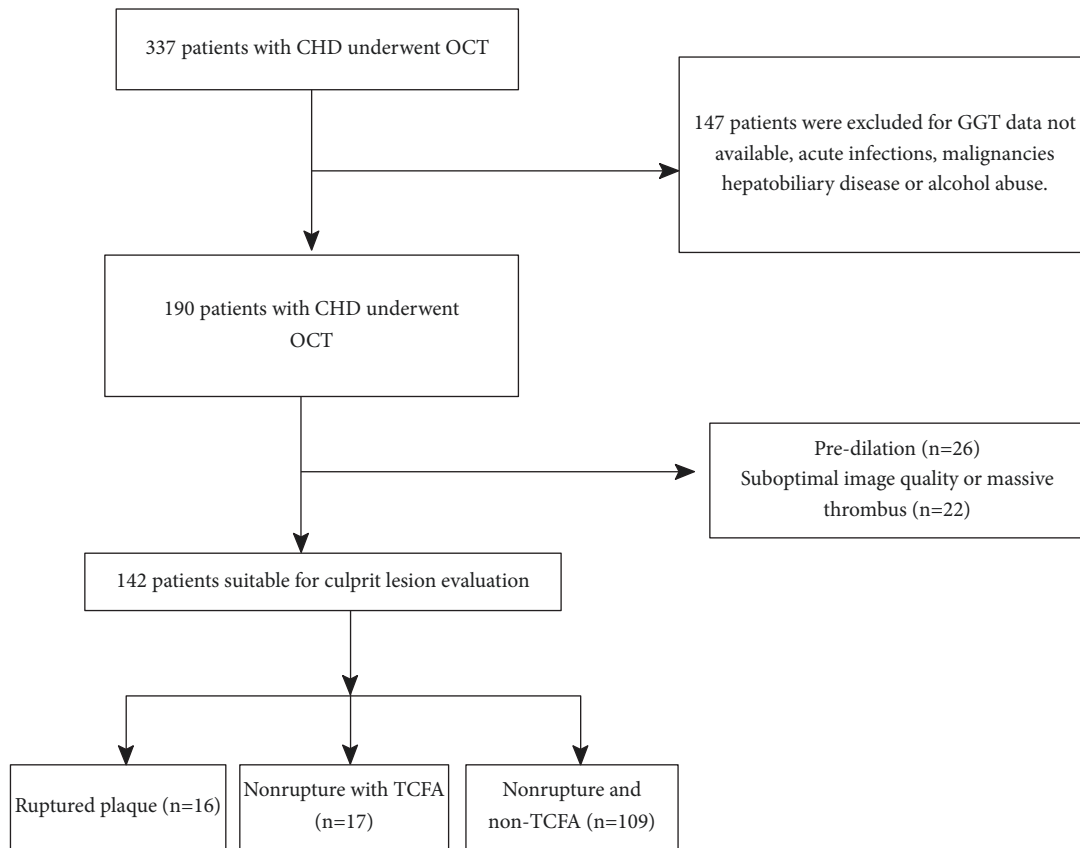 337 patients with CHD underwent OCT
147 patients were excluded for GGT data not
available, acute infections, malignancies
hepatobiliary disease or alcohol abuse.
190 patients with CHD underwent
OCT
Pre-dilation (n=26)
Suboptimal image quality or massive
thrombus (n=22)
142 patients suitable for culprit lesion evaluation
Ruptured plaque (n=16)
Nonrupture with TCFA
(n=17)
Nonrupture and
non-TCFA (n=109)